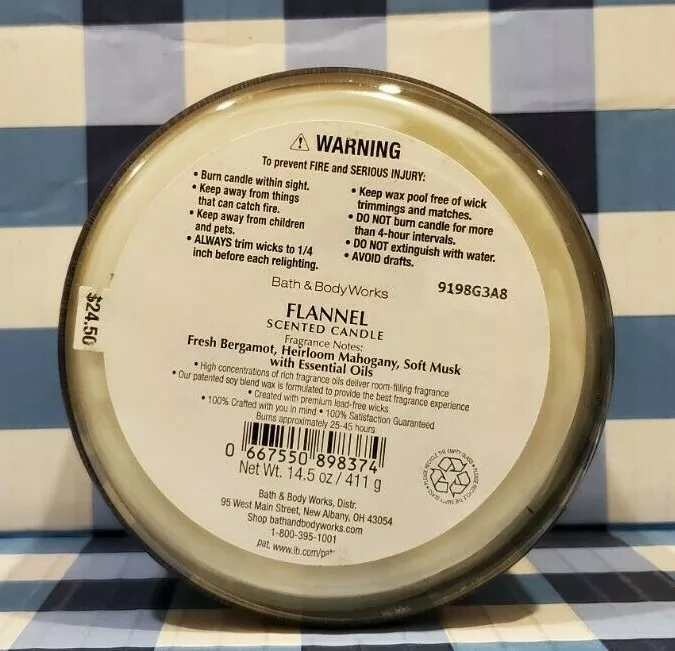 WARNING
To prevent FIRE and SERIOUS INJURY:
• Burn candle within sight.
• Keep away from things
that can catch fire.
• Keep away from children
and pets.
• ALWAYS trim wicks to 1/4
inch before each relighting.
• Keep wax pool free of wick
trimmings and matches.
• DO NOT burn candle for more
than 4-hour intervals.
• DO NOT extinguish with water.
• AVOID drafts.
Bath & Body Works
9198G3A8
$24.50
FLANNEL
SCENTED CANDLE
Fragrance Notes:
Fresh Bergamot, Heirloom Mahogany, Soft Musk
with Essential Oils
• High concentrations of rich fragrance oils deliver room-filling fragrance
• Our patented soy blend wax is formulated to provide the best fragrance experience
• Created with premium lead-free wicks
• 100% Crafted with you in mind • 100% Satisfaction Guaranteed
Burns approximately 25-45 hours
0 667550 898374
Net Wt. 14.5 oz / 411 g
PLEASE RECYCLE THE EMPTY GLASS •
Bath & Body Works, Distr.
95 West Main Street, New Albany, OH 43054
Shop bathandbodyworks.com
1-800-395-1001
pat. www.lb.com/pat